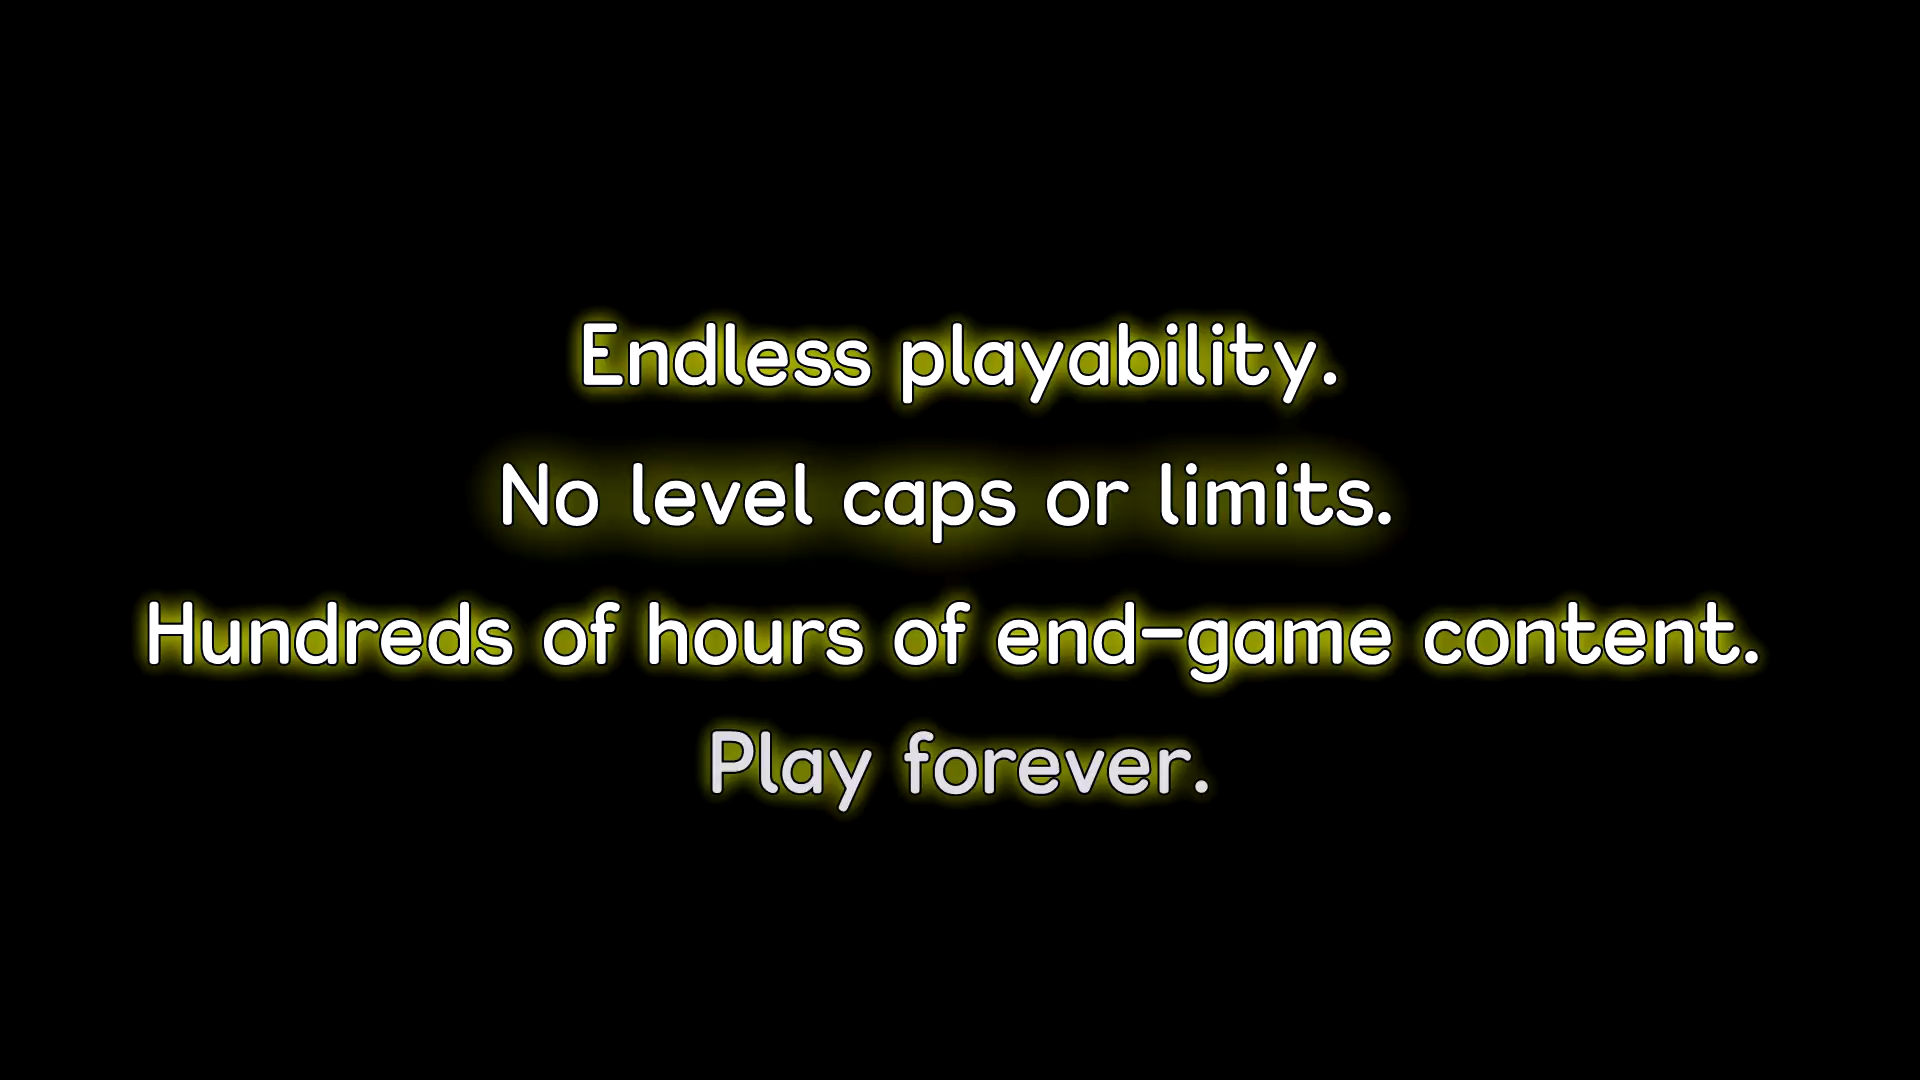 Endless playability.
No level caps or limits.
Hundreds of hours of end-game content.
Play forever.